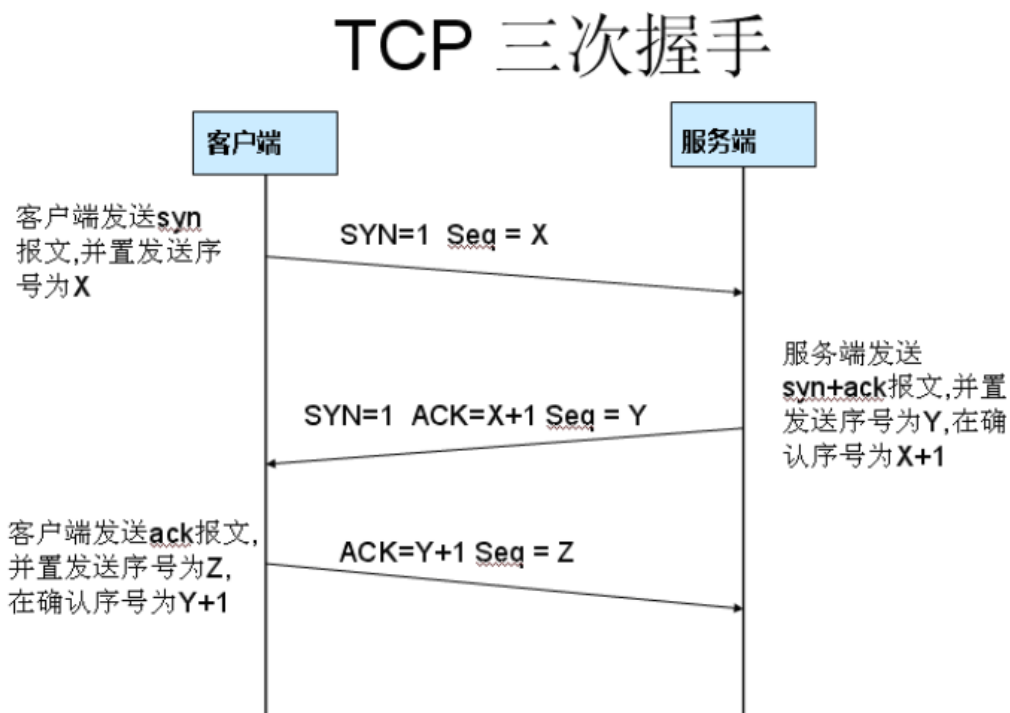 TCP 三次握手
客户端
服务端
客户端发送syn
报文,并置发送序
号为X
SYN=1 Seq = X
服务端发送
syn+ack报文,并置
发送序号为Y,在确
认序号为X+1
SYN=1 ACK=X+1 Seq = Y
客户端发送ack报文,
并置发送序号为Z,
在确认序号为Y+1
ACK=Y+1 Seq = Z